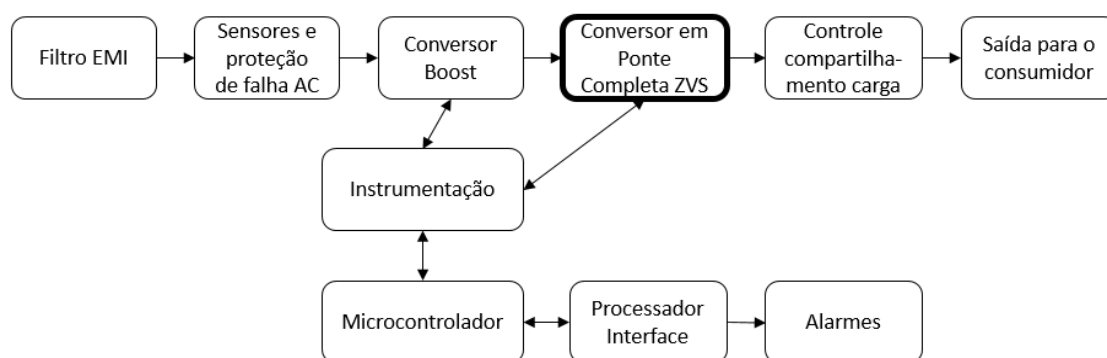 Filtro EMI
Sensores e
proteção
de falha AC
Conversor
Boost
Conversor em
Ponte
Completa ZVS
Controle
compartilha-
mento carga
Saída para o
consumidor
Instrumentação
Microcontrolador
Processador
Interface
Alarmes